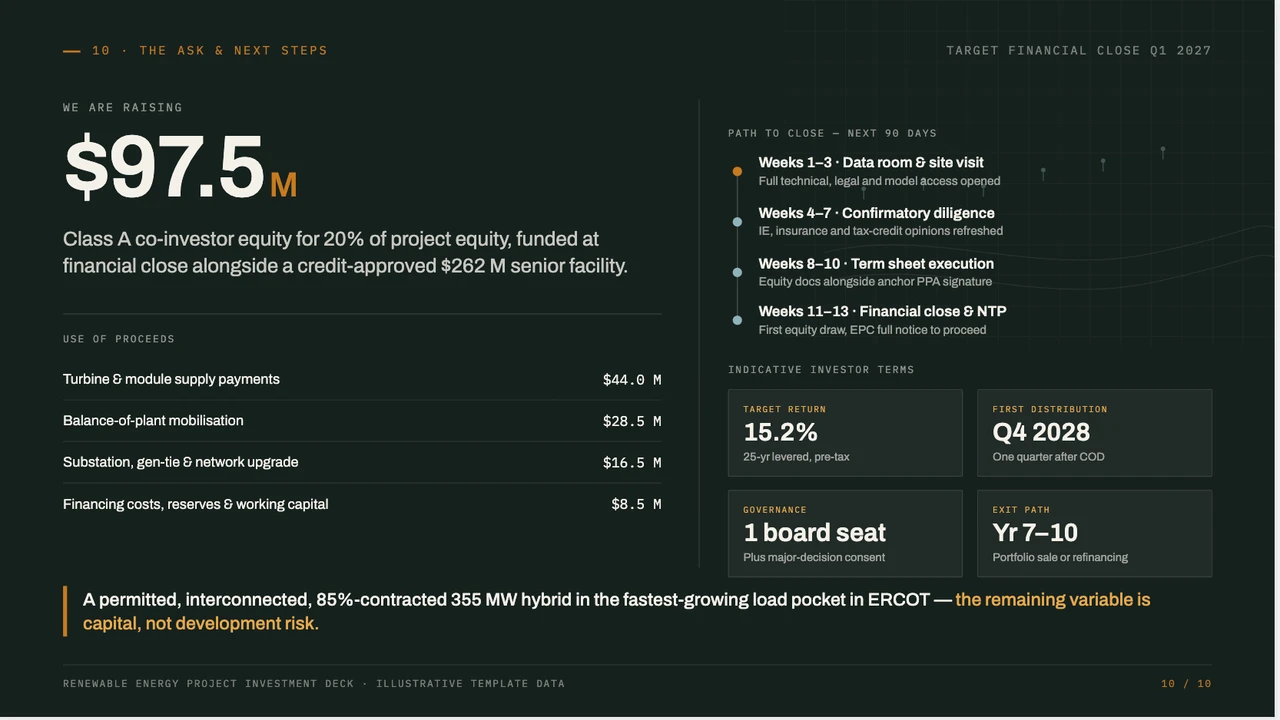 10 · THE ASK & NEXT STEPS
TARGET FINANCIAL CLOSE Q1 2027
WE ARE RAISING
$97.5 M
Class A co-investor equity for 20% of project equity, funded at
financial close alongside a credit-approved $262 M senior facility.
USE OF PROCEEDS
Turbine & module supply payments $44.0 M
Balance-of-plant mobilisation $28.5 M
Substation, gen-tie & network upgrade $16.5 M
Financing costs, reserves & working capital $8.5 M
PATH TO CLOSE — NEXT 90 DAYS
Weeks 1–3 · Data room & site visit
Full technical, legal and model access opened
Weeks 4–7 · Confirmatory diligence
IE, insurance and tax-credit opinions refreshed
Weeks 8–10 · Term sheet execution
Equity docs alongside anchor PPA signature
Weeks 11–13 · Financial close & NTP
First equity draw, EPC full notice to proceed
INDICATIVE INVESTOR TERMS
TARGET RETURN
15.2%
25-yr levered, pre-tax
FIRST DISTRIBUTION
Q4 2028
One quarter after COD
GOVERNANCE
1 board seat
Plus major-decision consent
EXIT PATH
Yr 7–10
Portfolio sale or refinancing
A permitted, interconnected, 85%-contracted 355 MW hybrid in the fastest-growing load pocket in ERCOT — the remaining variable is
capital, not development risk.
RENEWABLE ENERGY PROJECT INVESTMENT DECK · ILLUSTRATIVE TEMPLATE DATA
10 / 10